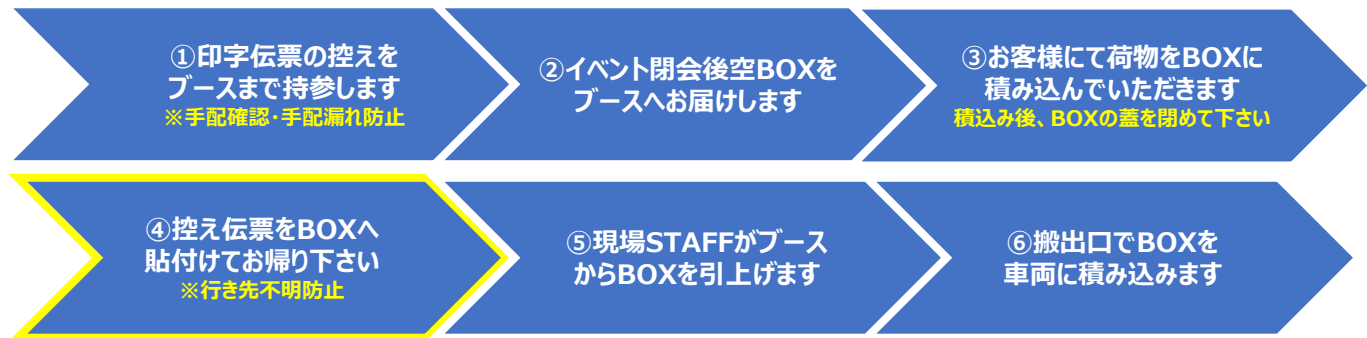 ①印字伝票の控えを
ブースまで持参します
※手配確認・手配漏れ防止
②イベント閉会後空BOXを
ブースへお届けします
③お客様にて荷物をBOXに
積み込んでいただきます
積込み後、BOXの蓋を閉めて下さい
④控え伝票をBOXへ
貼付けてお帰り下さい
※行き先不明防止
⑤現場STAFFがブース
からBOXを引上げます
⑥搬出口でBOXを
車両に積み込みます